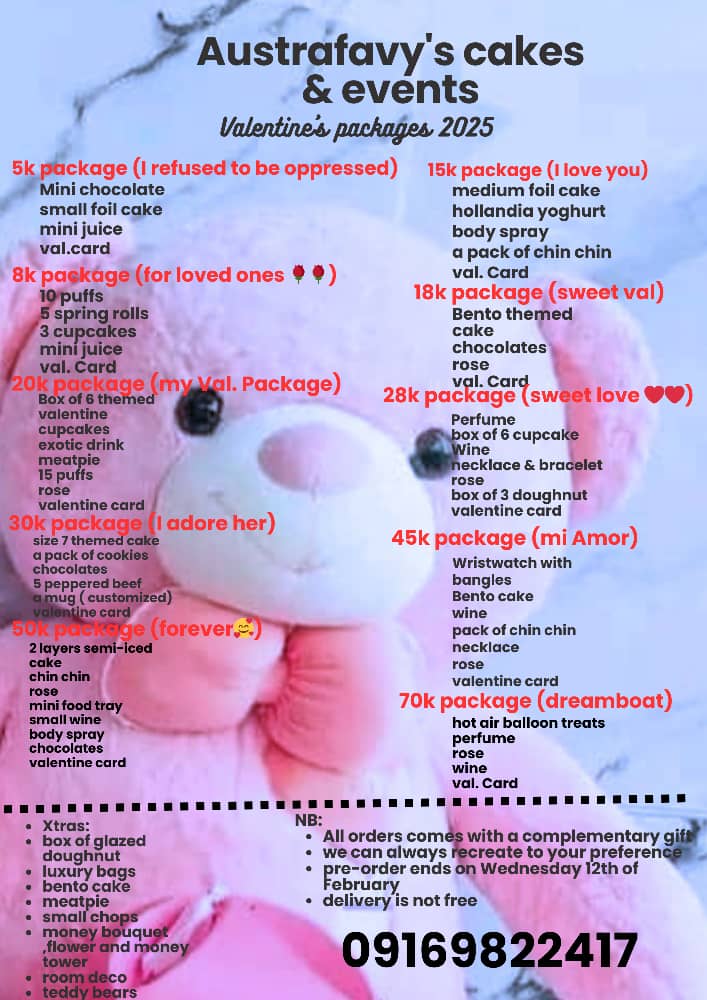 Austrafavy's cakes
& events
Valentine's packages 2025
5k package (I refused to be oppressed)
Mini chocolate
small foil cake
mini juice
val.card
8k package (for loved ones 🌹🌹)
10 puffs
5 spring rolls
3 cupcakes
mini juice
val. Card
20k package (my Val. Package)
Box of 6 themed
valentine
cupcakes
exotic drink
meatpie
15 puffs
rose
valentine card
30k package (I adore her)
size 7 themed cake
a pack of cookies
chocolates
5 peppered beef
a mug ( customized)
valentine card
50k package (forever🥰)
2 layers semi-iced
cake
chin chin
rose
mini food tray
small wine
body spray
chocolates
valentine card
15k package (I love you)
medium foil cake
hollandia yoghurt
body spray
a pack of chin chin
val. Card
18k package (sweet val)
Bento themed
cake
chocolates
rose
val. Card
28k package (sweet love ❤️❤️)
Perfume
box of 6 cupcake
Wine
necklace & bracelet
rose
box of 3 doughnut
valentine card
45k package (mi Amor)
Wristwatch with
bangles
Bento cake
wine
pack of chin chin
necklace
rose
valentine card
70k package (dreamboat)
hot air balloon treats
perfume
rose
wine
val. Card
• Xtras:
• box of glazed
doughnut
• luxury bags
• bento cake
• meatpie
• small chops
• money bouquet
,flower and money
tower
• room deco
• teddy bears
NB:
• All orders comes with a complementary gift
• we can always recreate to your preference
• pre-order ends on Wednesday 12th of
February
• delivery is not free
09169822417